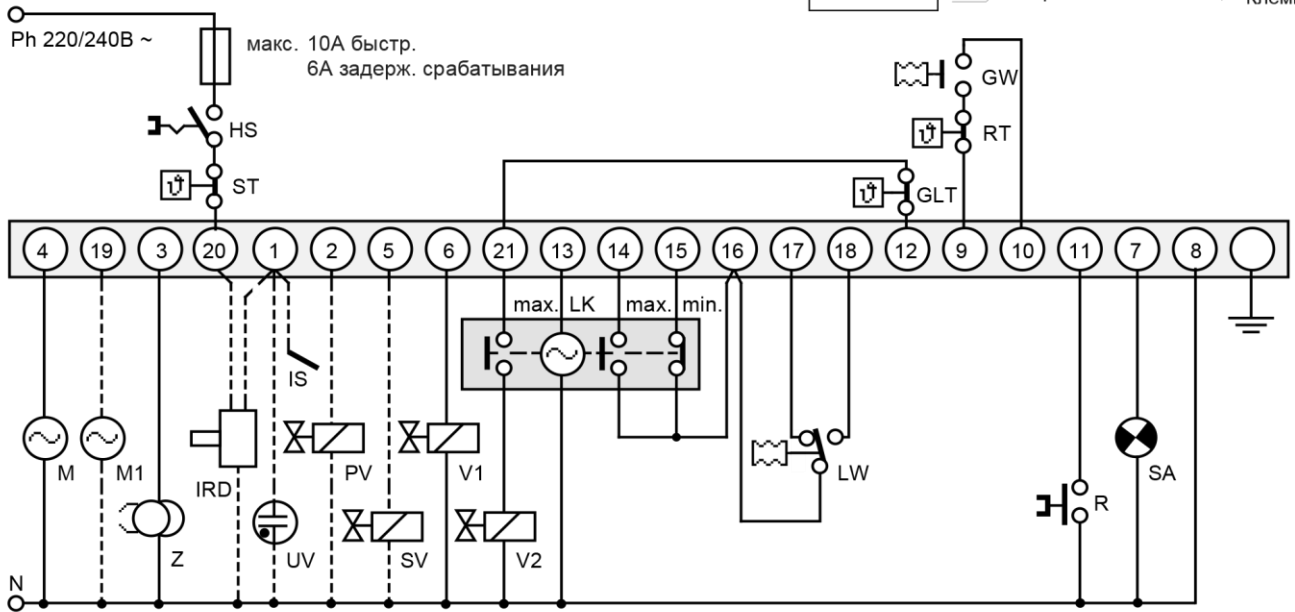 клем
Ph 220/240В ~
макс. 10А быстр.
6А задерж. срабатывания
GW
HS
RT
ST
GLT
4 19 3 20 1 2 5 6 21 13 14 15 16 17 18 12 9 10 11 7 8
max. LK max. min.
IS
M M1 IRD PV V1 LW SA
R
Z UV SV V2
N